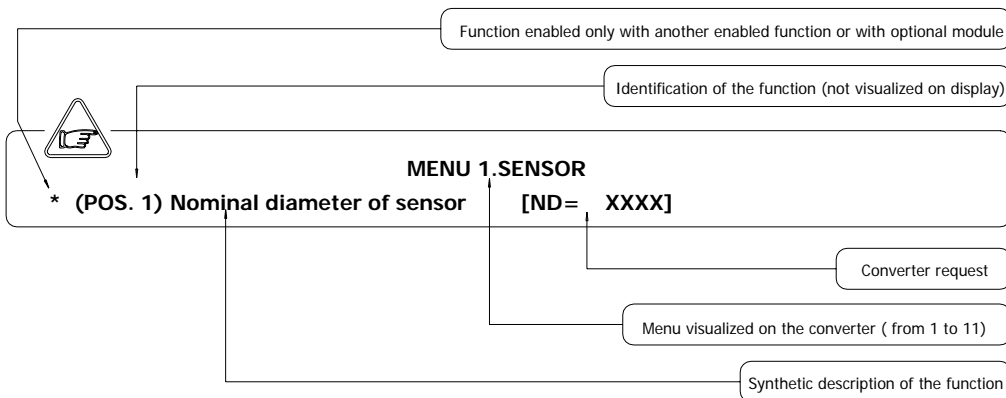 Function enabled only with another enabled function or with optional module
Identification of the function (not visualized on display)
MENU 1.SENSOR
* (POS. 1) Nominal diameter of sensor [ND= XXXX]
Converter request
Menu visualized on the converter ( from 1 to 11)
Synthetic description of the function